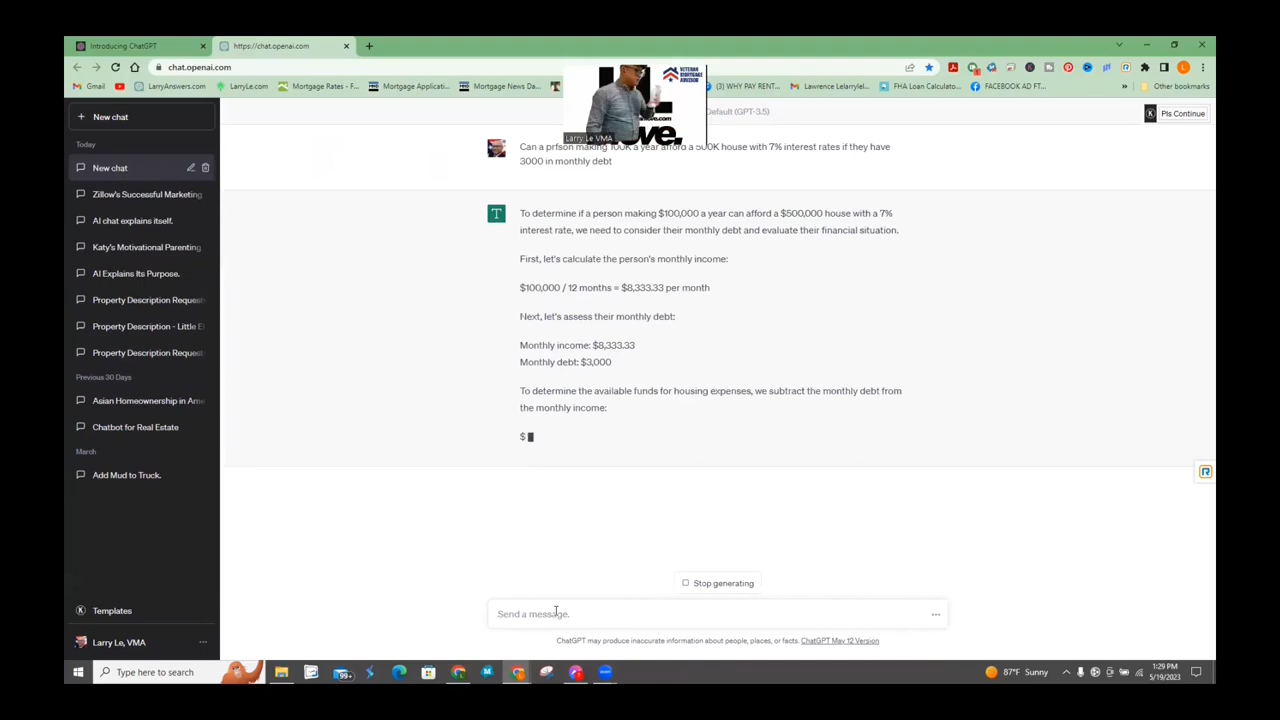 Introducing ChatGPT
https://chat.openai.com
chat.openai.com
Gmail
LarryAnswers.com
LarryLe.com
Mortgage Rates - F...
Mortgage Applicati...
Mortgage News Da...
(3) WHY PAY RENT...
Lawrence Lelarrylel...
FHA Loan Calculato...
FACEBOOK AD FT...
Other bookmarks
VETERAN
MORTGAGE
ADVISOR
Larry Le VMA
New chat
Default (GPT-3.5)
Pls Continue
Today
New chat
Zillow's Successful Marketing
AI chat explains itself.
Katy's Motivational Parenting
AI Explains Its Purpose.
Property Description Request
Property Description - Little E
Property Description Request
Previous 30 Days
Asian Homeownership in Ame
Chatbot for Real Estate
March
Add Mud to Truck.
Templates
Larry Le, VMA
Can a prfson making 100K a year afford a 500K house with 7% interest rates if they have
3000 in monthly debt
To determine if a person making $100,000 a year can afford a $500,000 house with a 7%
interest rate, we need to consider their monthly debt and evaluate their financial situation.
First, let's calculate the person's monthly income:
$100,000 / 12 months = $8,333.33 per month
Next, let's assess their monthly debt:
Monthly income: $8,333.33
Monthly debt: $3,000
To determine the available funds for housing expenses, we subtract the monthly debt from
the monthly income:
$
Stop generating
Send a message.
ChatGPT may produce inaccurate information about people, places, or facts. ChatGPT May 12 Version
Type here to search
99+
87°F Sunny
1:29 PM
5/19/2023